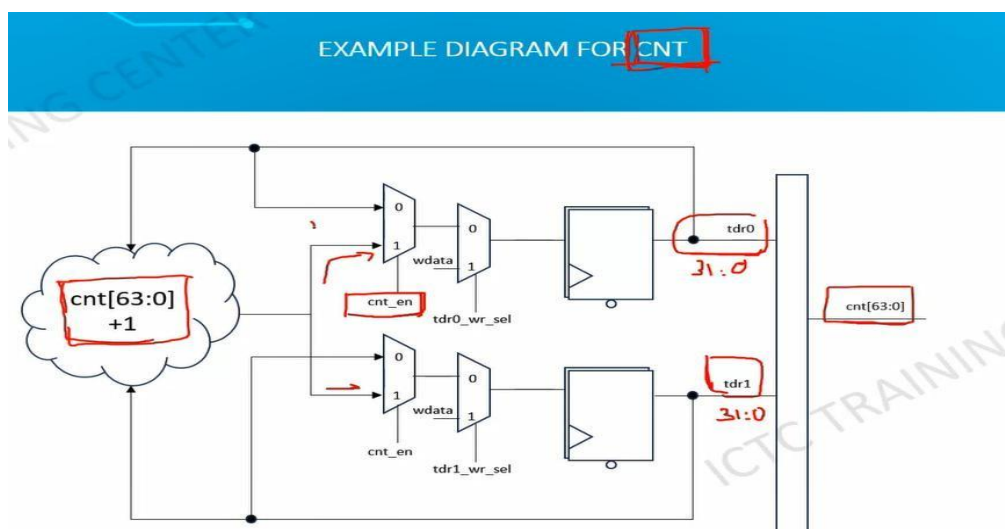 EXAMPLE DIAGRAM FOR CNT
NG CENTER
0
1
cnt_en
wdata
0
1
tdr0_wr_sel
tdr0
31:0
cnt[63:0]
+1
cnt[63:0]
0
1
cnt_en
wdata
0
1
tdr1_wr_sel
tdr1
31:0
ICTC TRAINING